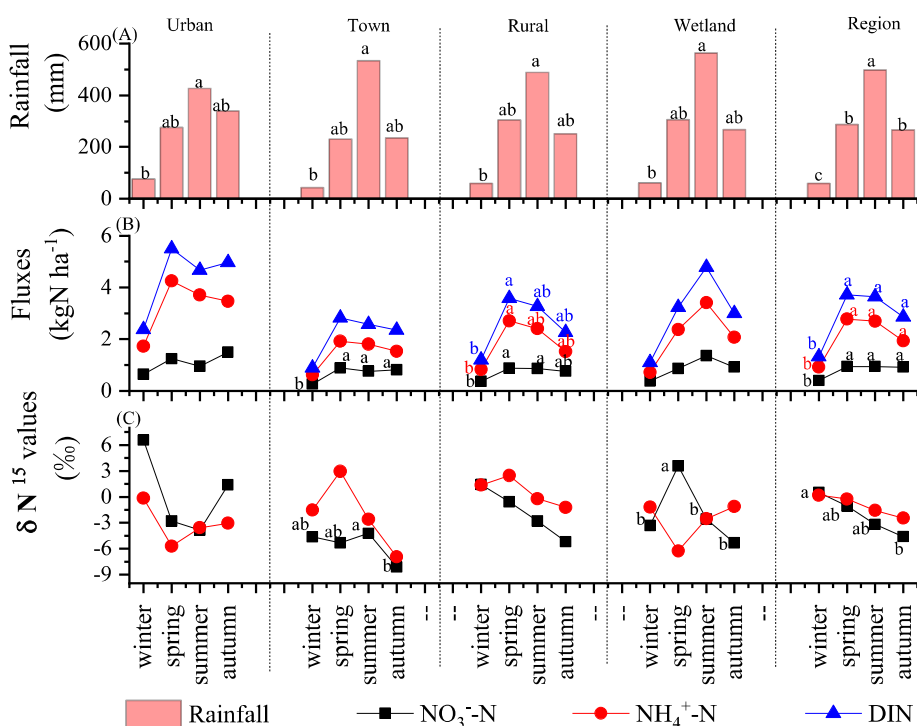 Urban Town Rural Wetland Region
(A)
Rainfall
(mm)
600
400
200
0
b ab a ab
b ab a ab
b ab a ab
b ab a ab
c b a b
(B)
Fluxes
(kgN ha⁻¹)
6
4
2
0
b a a a
b a ab ab
b a ab ab
b a a ab
b a a a
b a a a
b a a a
(C)
δ N ¹⁵ values
(‰)
6
3
0
-3
-6
-9
ab ab a b
b a b b
a ab ab b
winter spring summer autumn --
-- winter spring summer autumn --
-- winter spring summer autumn --
-- winter spring summer autumn --
-- winter spring summer autumn
Rainfall NO₃⁻-N NH₄⁺-N DIN